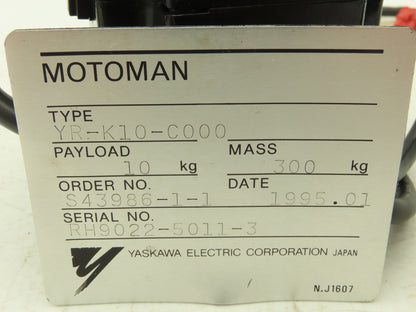 MOTOMAN
TYPE
YR-K10-C000
PAYLOAD MASS
10 kg 300 kg
ORDER NO. DATE
S43986-1-1 1995.01
SERIAL NO.
RH9022-5011-3
YASKAWA ELECTRIC CORPORATION JAPAN
N.J1607